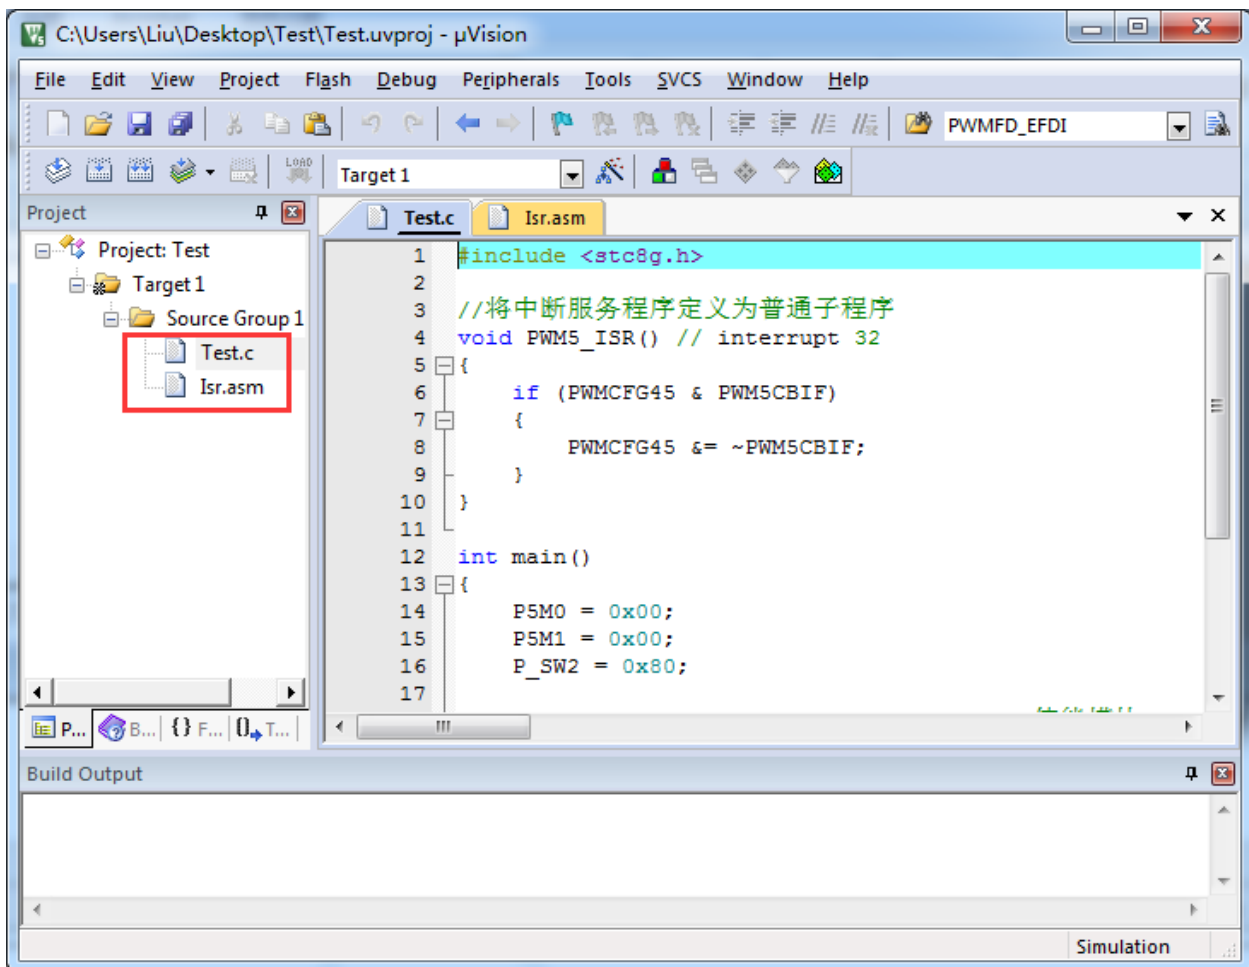 C:\Users\Liu\Desktop\Test\Test.uvproj - µVision
File Edit View Project Flash Debug Peripherals Tools SVCS Window Help
PWMFD_EFDI
LOAD Target 1
Project
Test.c Isr.asm
Project: Test
Target 1
Source Group 1
Test.c
Isr.asm
1 #include <stc8g.h>
2
3 //将中断服务程序定义为普通子程序
4 void PWM5_ISR() // interrupt 32
5 {
6 if (PWMCFG45 & PWM5CBIF)
7 {
8 PWMCFG45 &= ~PWM5CBIF;
9 }
10 }
11
12 int main()
13 {
14 P5M0 = 0x00;
15 P5M1 = 0x00;
16 P_SW2 = 0x80;
17
P... B... {} F... 0 T...
Build Output
Simulation